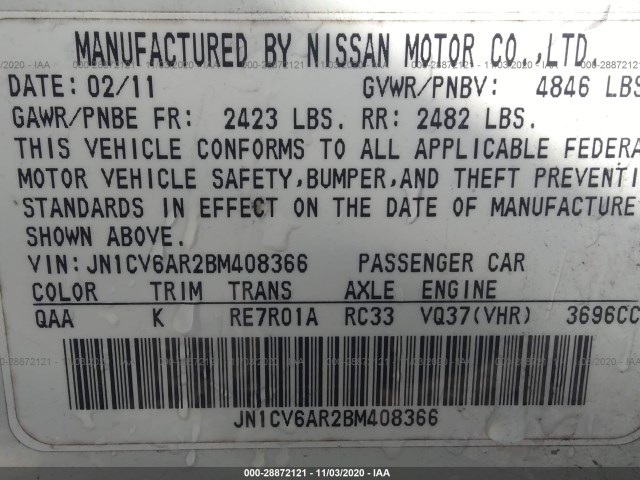 MANUFACTURED BY NISSAN MOTOR CO.,LTD.
DATE: 02/11 GVWR/PNBV: 4846 LBS
GAWR/PNBE FR: 2423 LBS. RR: 2482 LBS.
THIS VEHICLE CONFORMS TO ALL APPLICABLE FEDERA
MOTOR VEHICLE SAFETY,BUMPER,AND THEFT PREVENTI
STANDARDS IN EFFECT ON THE DATE OF MANUFACTURE
SHOWN ABOVE.
VIN:JN1CV6AR2BM408366 PASSENGER CAR
COLOR TRIM TRANS AXLE ENGINE
QAA K RE7R01A RC33 VQ37(VHR) 3696CC
JN1CV6AR2BM408366
000-28872121 - 11/03/2020 - IAA